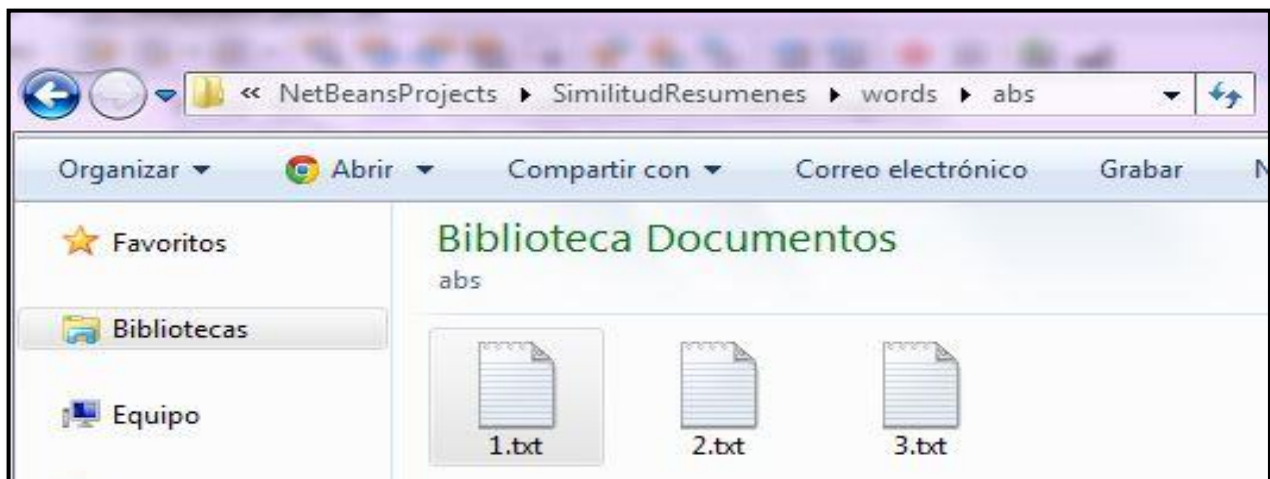 « NetBeansProjects ▸ SimilitudResumenes ▸ words ▸ abs
Organizar Abrir Compartir con Correo electrónico Grabar
Favoritos
Biblioteca Documentos
abs
Bibliotecas
Equipo
1.txt 2.txt 3.txt